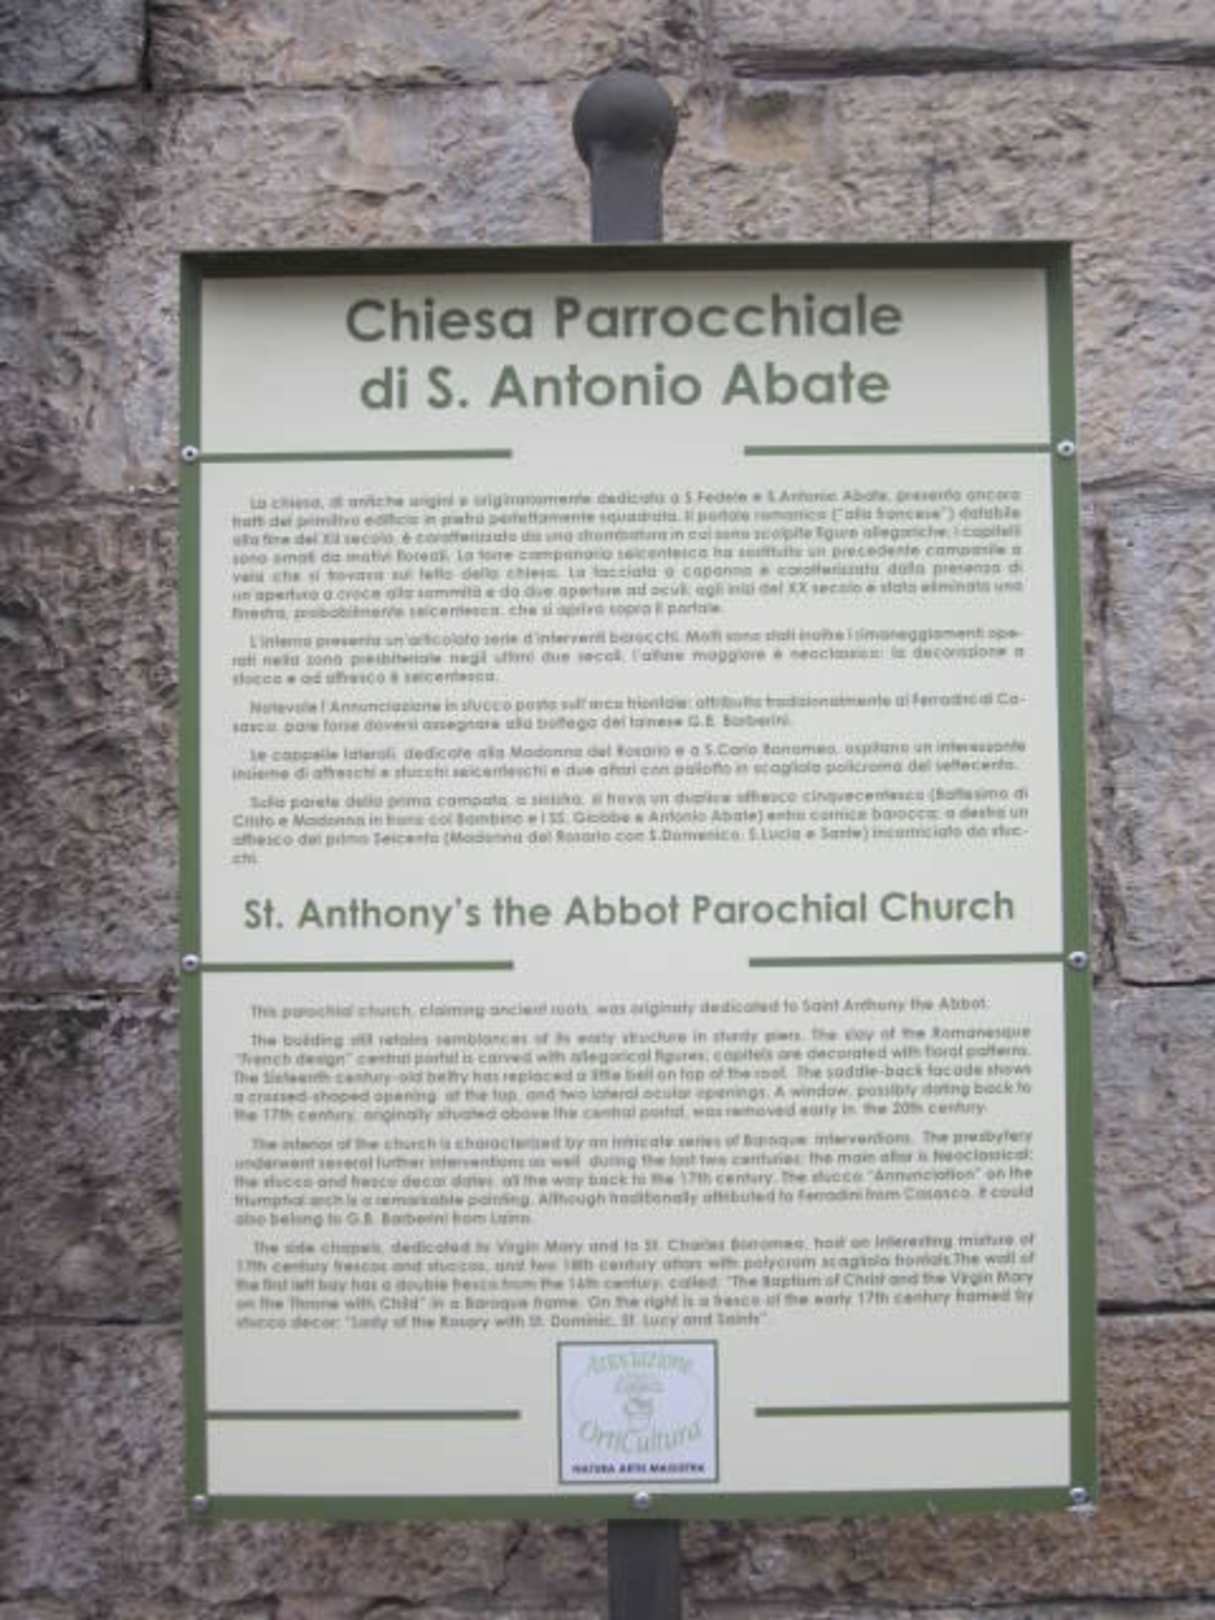 Chiesa Parrocchiale
di S. Antonio Abate
La chiesa, di antiche origini e originariamente dedicata a S.Fedele e S.Antonio Abate, presenta ancora
tratti del primitivo edificio in pietra perfettamente squadrata. Il portale romanico ("alla francese") databile
alla fine del XII secolo, è caratterizzato da una strombatura in cui sono scolpite figure allegoriche; i capitelli
sono ornati da motivi floreali. La torre campanaria seicentesca ha sostituito un precedente campanile a
vela che si trovava sul tetto della chiesa. La facciata a capanna è caratterizzata dalla presenza di
un'apertura a croce alla sommità e da due aperture ad oculi; agli inizi del XX secolo è stata eliminata una
finestra, probabilmente seicentesca, che si apriva sopra il portale.
L'interno presenta un'articolata serie d'interventi barocchi. Molti sono stati inoltre i rimaneggiamenti ope-
rati nella zona presbiteriale negli ultimi due secoli, l'altare maggiore è neoclassico; la decorazione a
stucco e ad affresco è seicentesca.
Notevole l'Annunciazione in stucco posta sull'arco trionfale; attribuita tradizionalmente ai Ferradini di Ca-
sasco, pare forse doversi assegnare alla bottega del lainese G.B. Barberini.
Le cappelle laterali, dedicate alla Madonna del Rosario e a S.Carlo Borromeo, ospitano un interessante
insieme di affreschi e stucchi seicenteschi e due altari con paliotto in scagliola policroma del settecento.
Sulla parete della prima campata, a sinistra, si trova un duplice affresco cinquecentesco (Battesimo di
Cristo e Madonna in trono col Bambino e i SS. Giobbe e Antonio Abate) entro cornice barocca; a destra un
affresco del primo Seicento (Madonna del Rosario con S.Domenico, S.Lucia e Sante) incorniciato da stuc-
chi.
St. Anthony's the Abbot Parochial Church
This parochial church, claiming ancient roots, was originaly dedicated to Saint Anthony the Abbot.
The building still retains semblances of its early structure in sturdy piers. The slay of the Romanesque
"French design" central portal is carved with allegorical figures; capitels are decorated with floral patterns.
The Sixteenth century-old belfry has replaced a little bell on top of the roof. The saddle-back facade shows
a crossed-shaped opening at the top, and two lateral ocular openings. A window, possibly dating back to
the 17th century, originally situated above the central portal, was removed early in the 20th century.
The interior of the church is characterized by an intricate series of Baroque interventions. The presbytery
underwent several further interventions as well during the last two centuries; the main altar is Neoclassical;
the stucco and fresco decor dates all the way back to the 17th century. The stucco "Annunciation" on the
triumphal arch is a remarkable painting. Although traditionally attributed to Ferradini from Casasco, it could
also belong to G.B. Barberini from Laino.
The side chapels, dedicated to Virgin Mary and to St. Charles Borromeo, host an interesting mixture of
17th century frescos and stuccos, and two 18th century altars with polycrom scagliola frontals.The wall of
the first left bay has a double fresco from the 16th century, called: "The Baptism of Christ and the Virgin Mary
on the Throne with Child" in a Baroque frame. On the right is a fresco of the early 17th century framed by
stucco decor: "Lady of the Rosary with St. Dominic, St. Lucy and Saints".
Associazione
OrtiCultura
NATURA ARTIS MAGISTRA